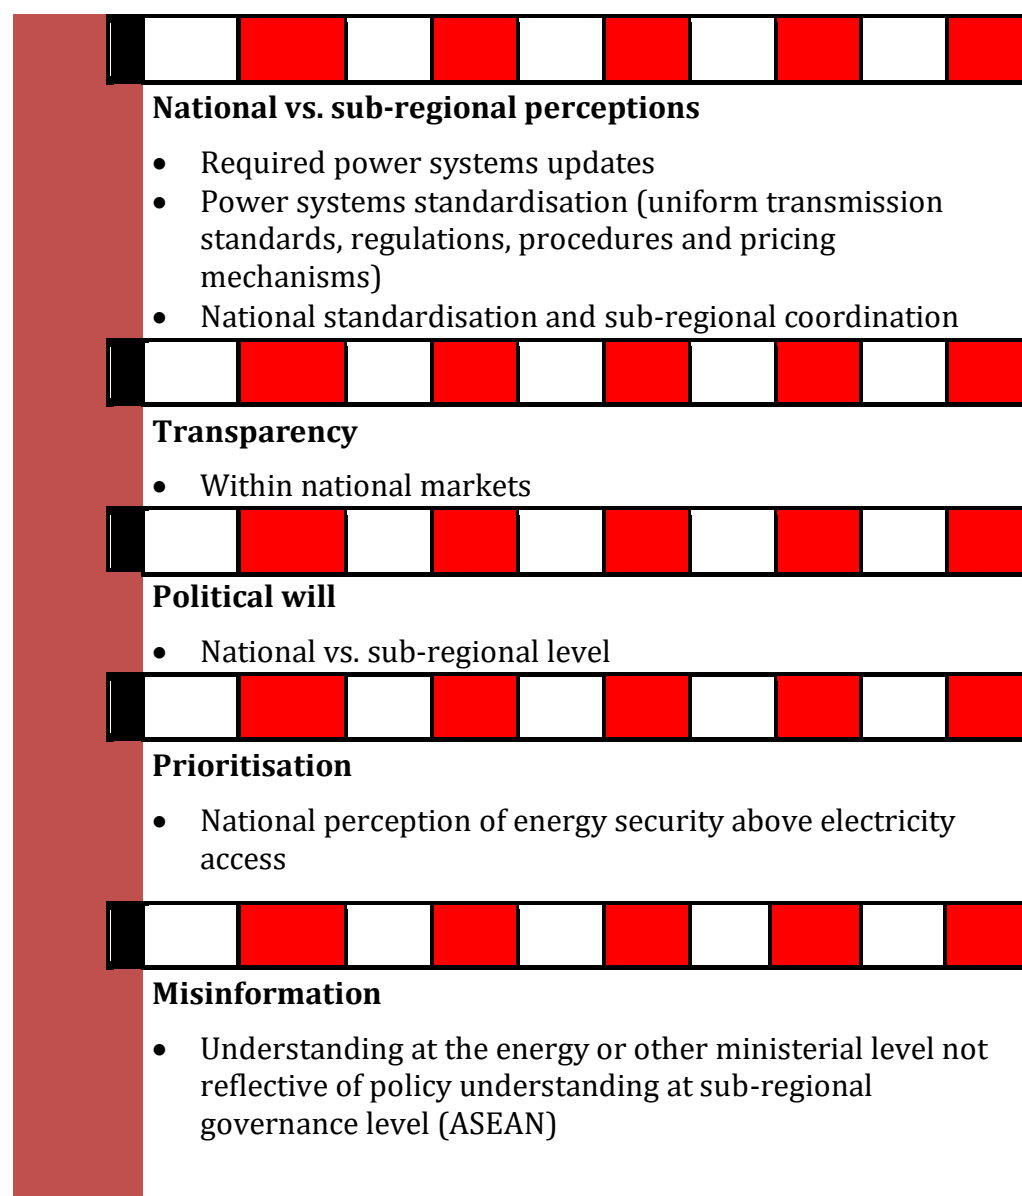 National vs. sub-regional perceptions
• Required power systems updates
• Power systems standardisation (uniform transmission
standards, regulations, procedures and pricing
mechanisms)
• National standardisation and sub-regional coordination
Transparency
• Within national markets
Political will
• National vs. sub-regional level
Prioritisation
• National perception of energy security above electricity
access
Misinformation
• Understanding at the energy or other ministerial level not
reflective of policy understanding at sub-regional
governance level (ASEAN)